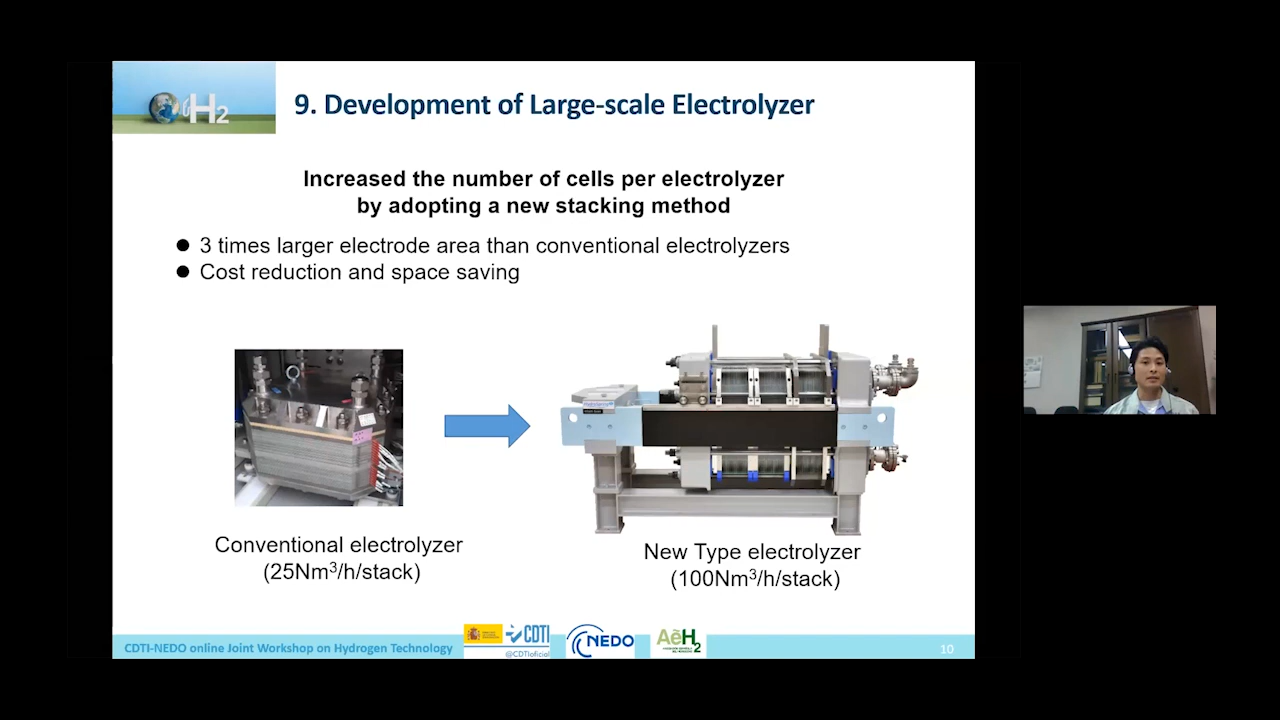 H2
9. Development of Large-scale Electrolyzer
Increased the number of cells per electrolyzer
by adopting a new stacking method
● 3 times larger electrode area than conventional electrolyzers
● Cost reduction and space saving
Conventional electrolyzer
(25Nm³/h/stack)
New Type electrolyzer
(100Nm³/h/stack)
CDTI-NEDO online Joint Workshop on Hydrogen Technology
CDTI
@CDTIoficial
NEDO
AeH2
10